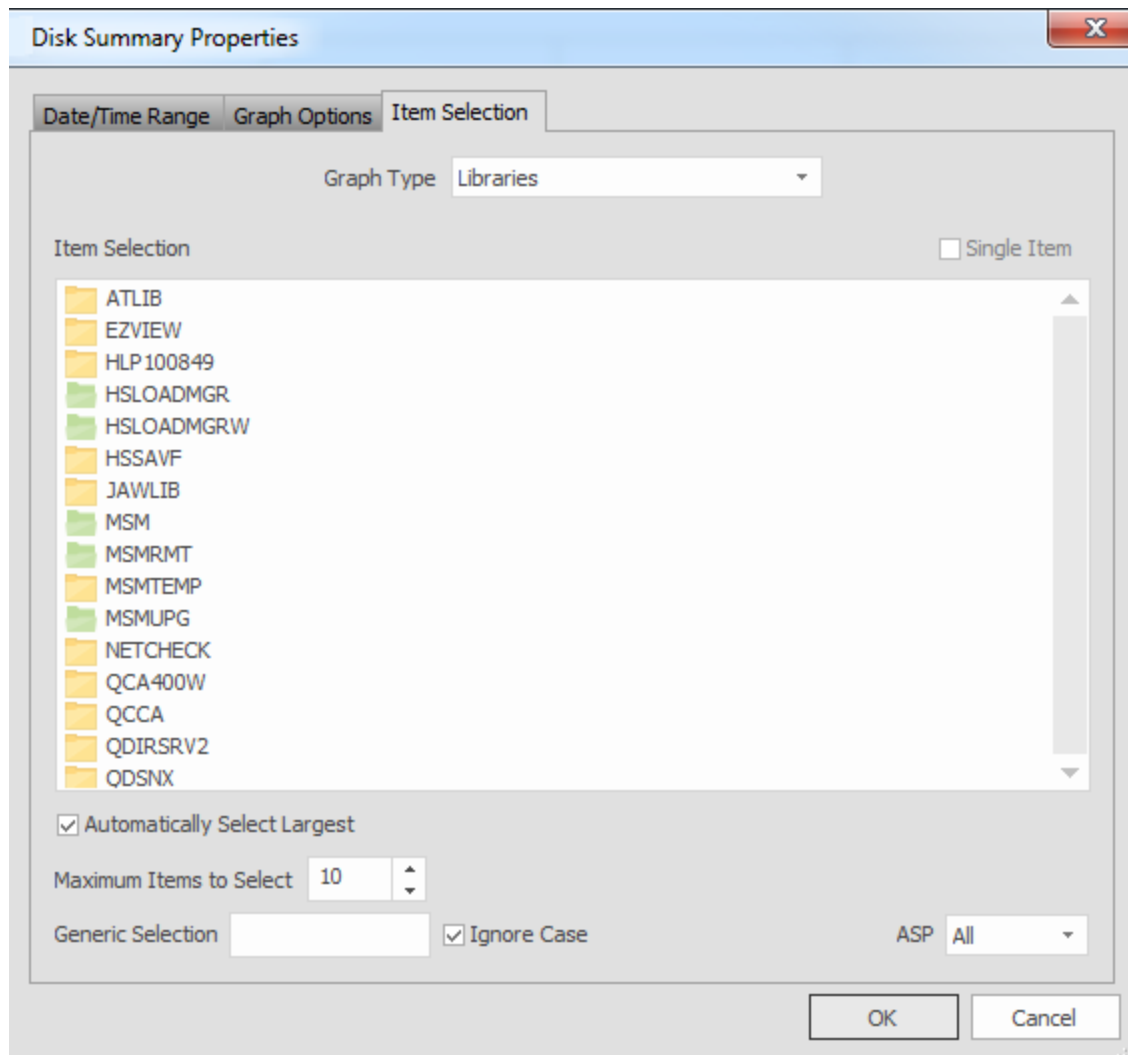 Disk Summary Properties
Date/Time Range Graph Options Item Selection
Graph Type Libraries
Item Selection Single Item
ATLIB
EZVIEW
HLP100849
HSLOADMGR
HSLOADMGRW
HSSAVF
JAWLIB
MSM
MSMRMT
MSMTEMP
MSMUPG
NETCHECK
QCA400W
QCCA
QDIRSRV2
QDSNX
Automatically Select Largest
Maximum Items to Select 10
Generic Selection Ignore Case ASP All
OK Cancel